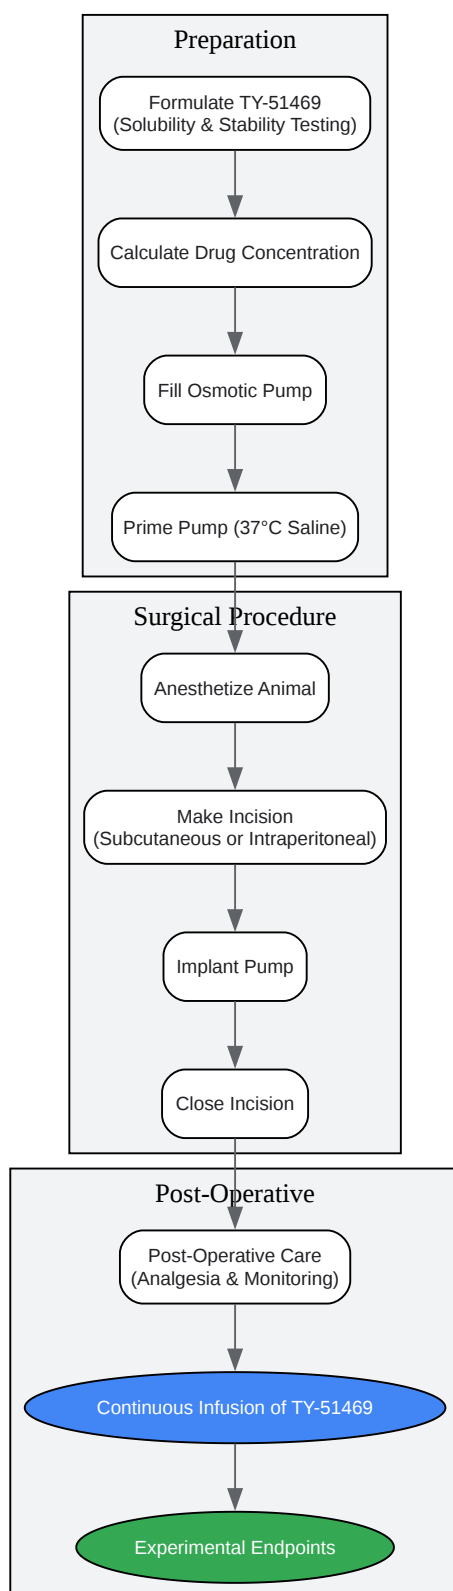 Preparation
Formulate TY-51469
(Solubility & Stability Testing)
Calculate Drug Concentration
Fill Osmotic Pump
Prime Pump (37°C Saline)
Surgical Procedure
Anesthetize Animal
Make Incision
(Subcutaneous or Intraperitoneal)
Implant Pump
Close Incision
Post-Operative
Post-Operative Care
(Analgesia & Monitoring)
Continuous Infusion of TY-51469
Experimental Endpoints